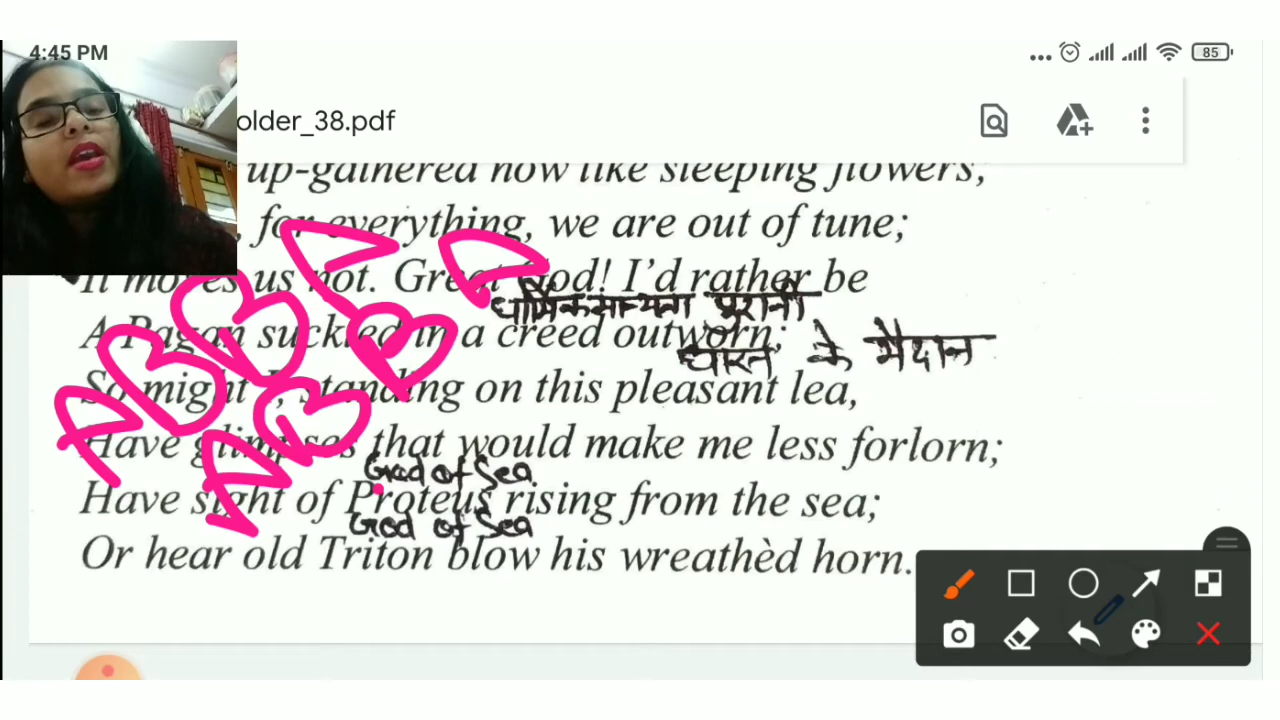 4:45 PM
85
older_38.pdf
up-gathered now like sleeping flowers;
for everything, we are out of tune;
It moves us not. Great God! I'd rather be
धार्मिक मान्यता पुरानी
A Pagan suckled in a creed outworn;
घास के मैदान
So might I, standing on this pleasant lea,
Have glimpses that would make me less forlorn;
God of Sea
Have sight of Proteus rising from the sea;
God of Sea
Or hear old Triton blow his wreathèd horn.
ABBA
ABBA